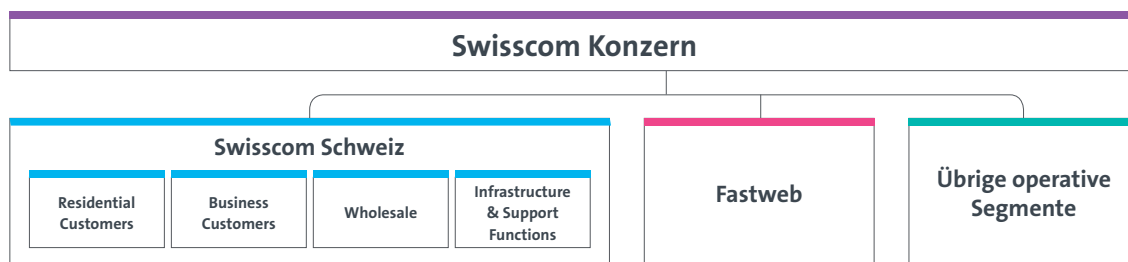 Swisscom Konzern
Swisscom Schweiz
Residential
Customers
Business
Customers
Wholesale
Infrastructure
& Support
Functions
Fastweb
Übrige operative
Segmente